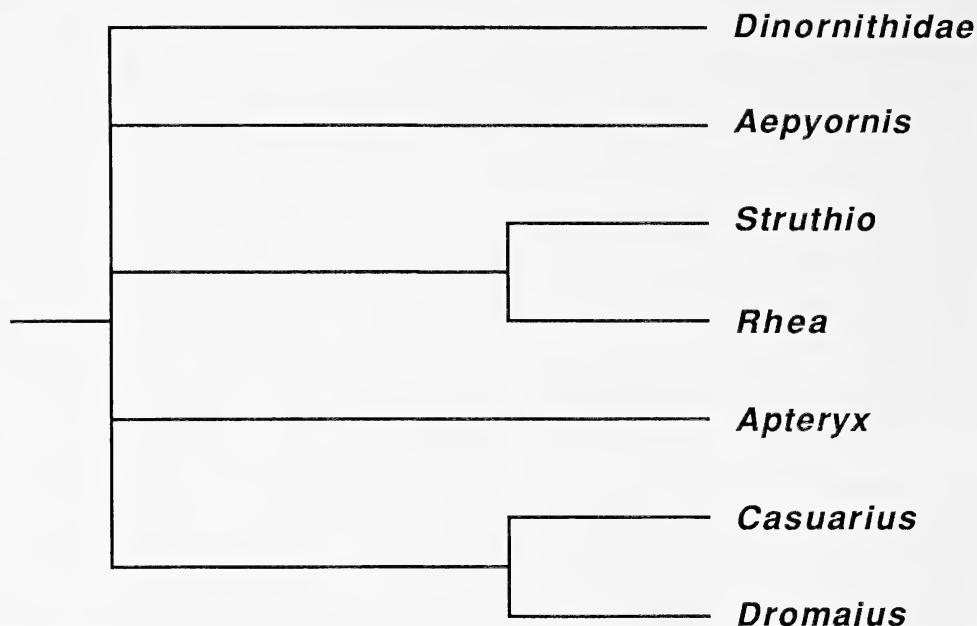 Dinornithidae
Aepyornis
Struthio
Rhea
Apteryx
Casuarius
Dromaius